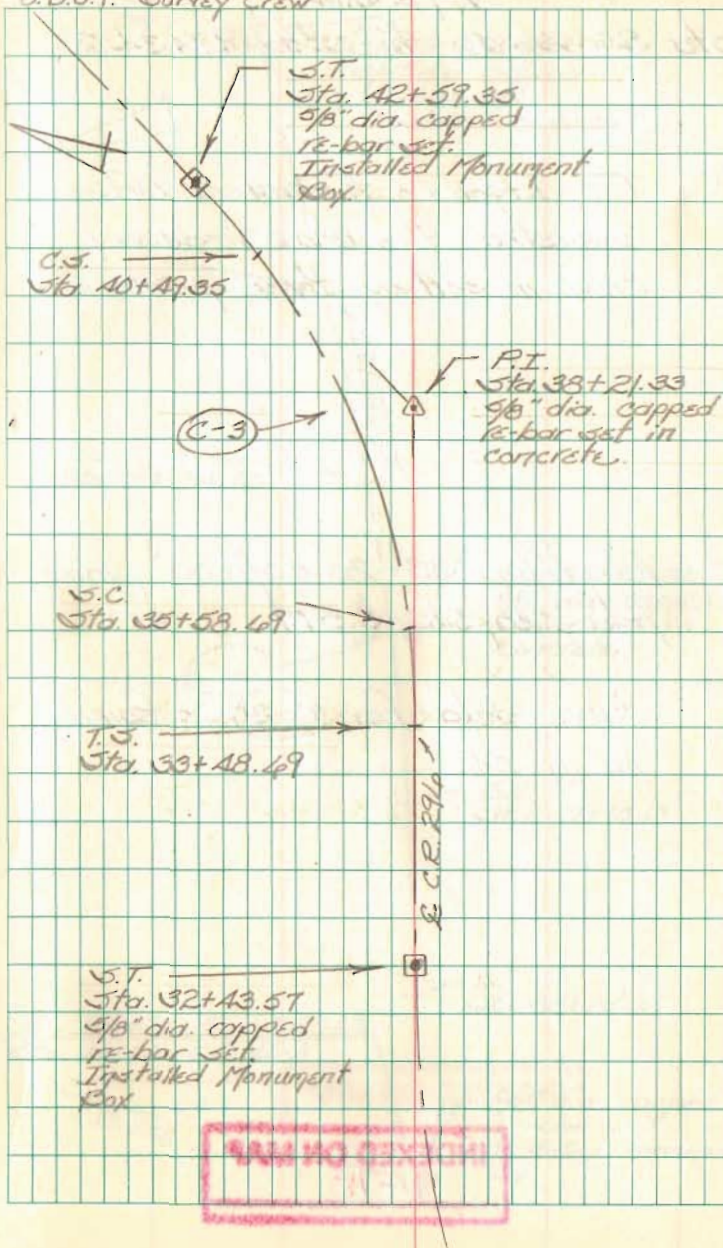 Survey Crew
S.T.
Sta. 42+59.35
5/8" dia. capped
re-bar set.
Installed Monument
Box
C.S.
Sta. 40+49.35
P.I.
Sta. 38+21.33
5/8" dia. capped
re-bar set in
concrete.
C-3
S.C.
Sta. 35+58.69
T.S.
Sta. 33+48.69
℄ C.R. 296
S.T.
Sta. 32+43.57
5/8" dia. capped
re-bar set.
Installed Monument
Box
INDEXED ON MAP